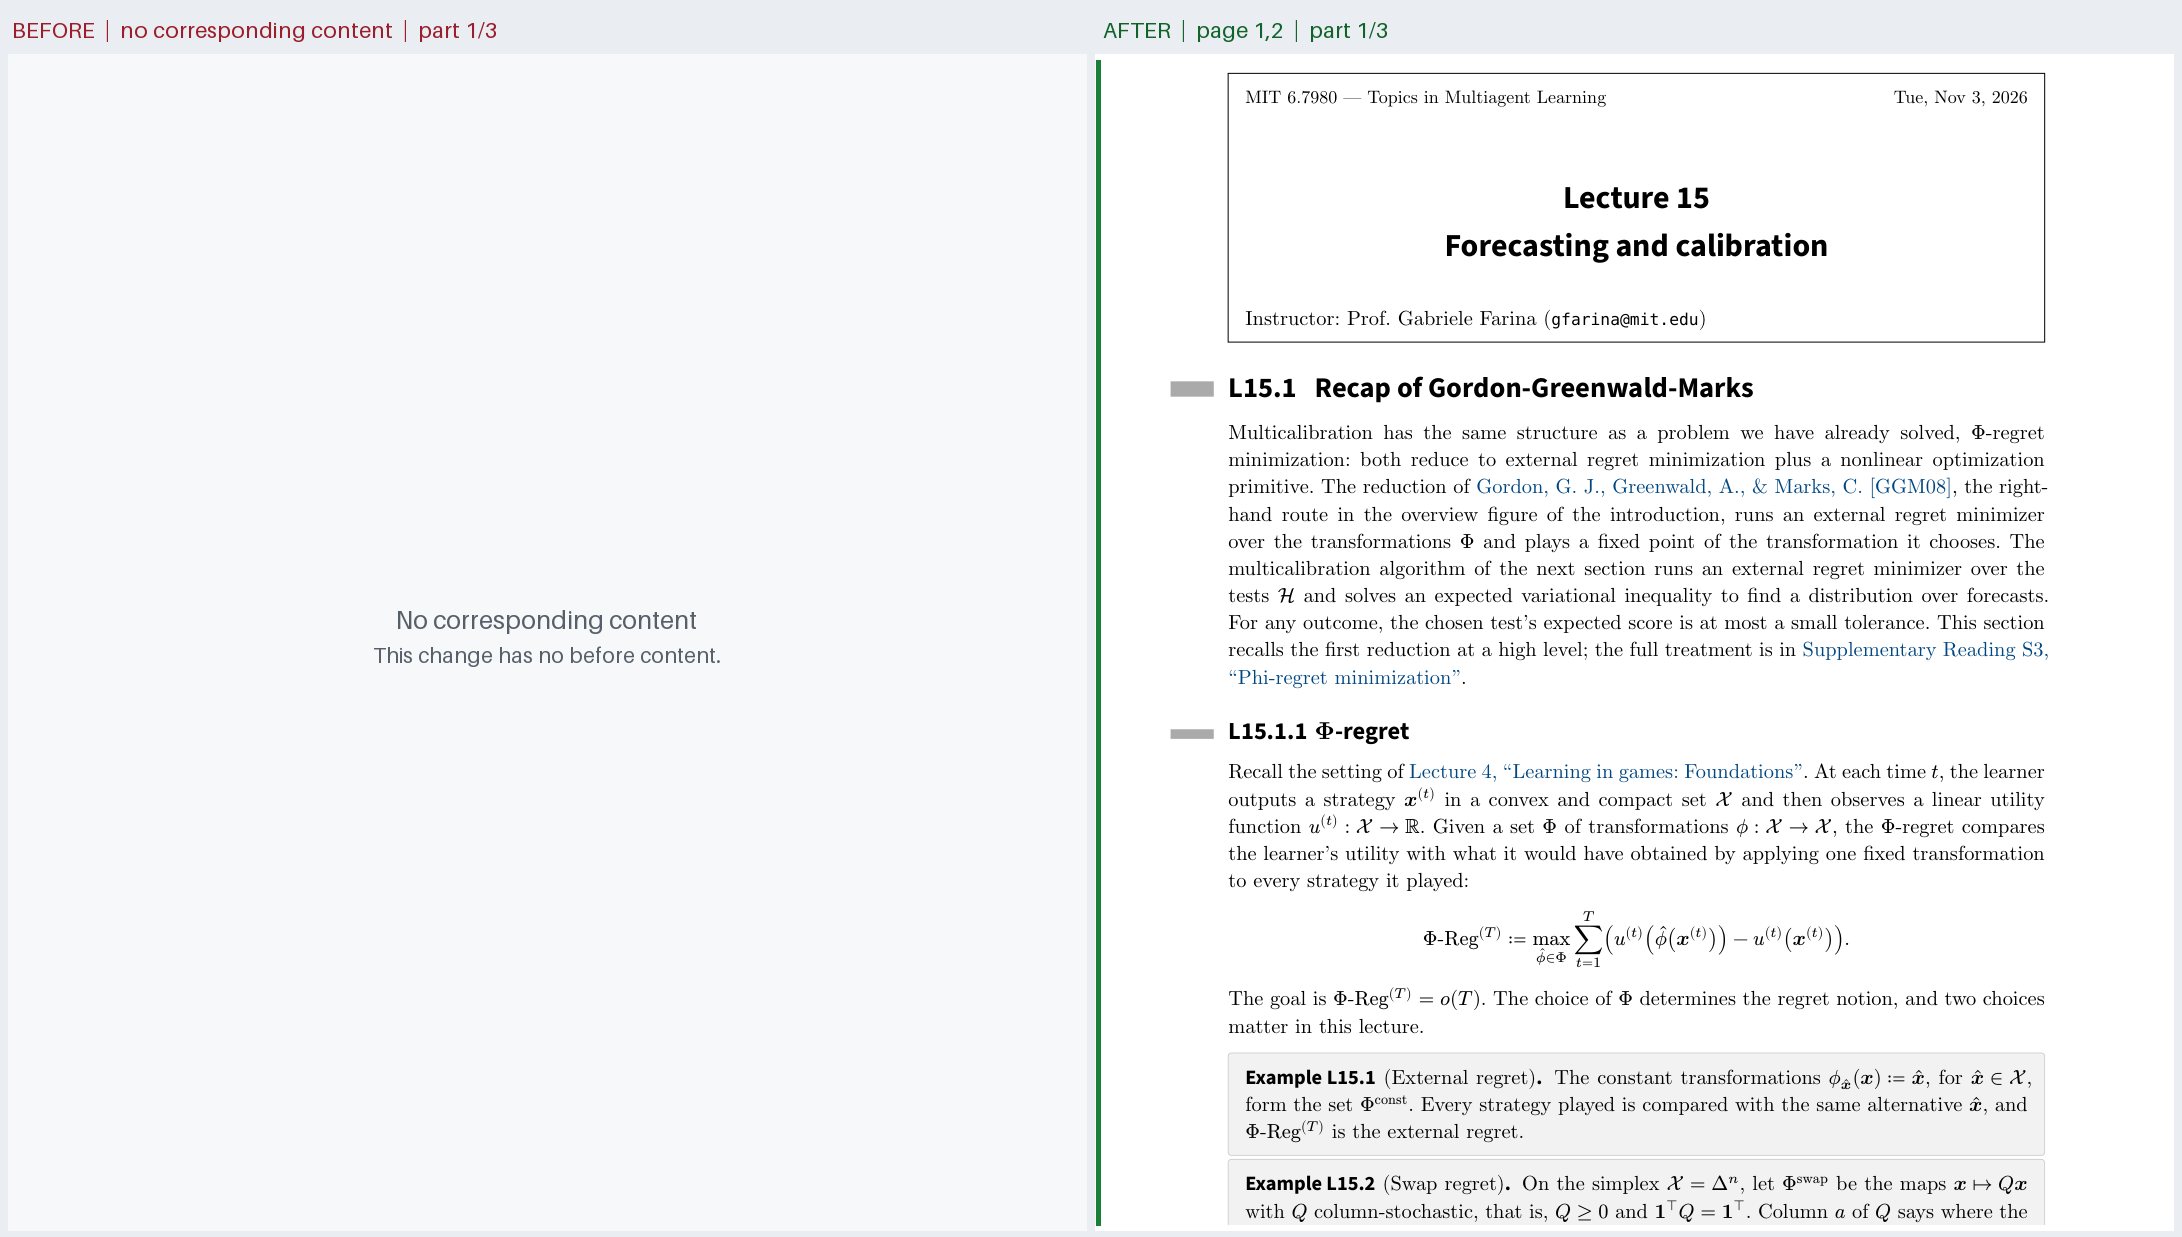 BEFORE | no corresponding content | part 1/3
No corresponding content
This change has no before content.
AFTER | page 1,2 | part 1/3
MIT 6.7980 — Topics in Multiagent Learning Tue, Nov 3, 2026
Lecture 15
Forecasting and calibration
Instructor: Prof. Gabriele Farina (gfarina@mit.edu)
L15.1 Recap of Gordon-Greenwald-Marks
Multicalibration has the same structure as a problem we have already solved, Φ-regret
minimization: both reduce to external regret minimization plus a nonlinear optimization
primitive. The reduction of Gordon, G. J., Greenwald, A., & Marks, C. [GGM08], the right-
hand route in the overview figure of the introduction, runs an external regret minimizer
over the transformations Φ and plays a fixed point of the transformation it chooses. The
multicalibration algorithm of the next section runs an external regret minimizer over the
tests ℋ and solves an expected variational inequality to find a distribution over forecasts.
For any outcome, the chosen test's expected score is at most a small tolerance. This section
recalls the first reduction at a high level; the full treatment is in Supplementary Reading S3,
“Phi-regret minimization”.
L15.1.1 Φ-regret
Recall the setting of Lecture 4, “Learning in games: Foundations”. At each time t, the learner
outputs a strategy 𝒙^(t) in a convex and compact set 𝒳 and then observes a linear utility
function u^(t) : 𝒳 → ℝ. Given a set Φ of transformations ϕ : 𝒳 → 𝒳, the Φ-regret compares
the learner's utility with what it would have obtained by applying one fixed transformation
to every strategy it played:
Φ-Reg^(T) ≔ max_{ϕ̂∈Φ} ∑_{t=1}^{T} (u^(t)(ϕ̂(𝒙^(t))) − u^(t)(𝒙^(t))).
The goal is Φ-Reg^(T) = o(T). The choice of Φ determines the regret notion, and two choices
matter in this lecture.
Example L15.1 (External regret). The constant transformations ϕ_𝒙̂(𝒙) ≔ 𝒙̂, for 𝒙̂ ∈ 𝒳,
form the set Φ^const. Every strategy played is compared with the same alternative 𝒙̂, and
Φ-Reg^(T) is the external regret.
Example L15.2 (Swap regret). On the simplex 𝒳 = Δ^n, let Φ^swap be the maps 𝒙 ↦ Q𝒙
with Q column-stochastic, that is, Q ≥ 0 and 𝟏^⊤Q = 𝟏^⊤. Column a of Q says where the